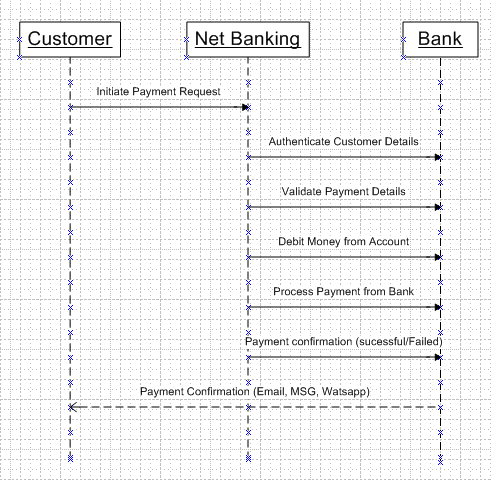 Customer
Net Banking
Bank
Initiate Payment Request
Authenticate Customer Details
Validate Payment Details
Debit Money from Account
Process Payment from Bank
Payment confirmation (sucessful/Failed)
Payment Confirmation (Email, MSG, Watsapp)